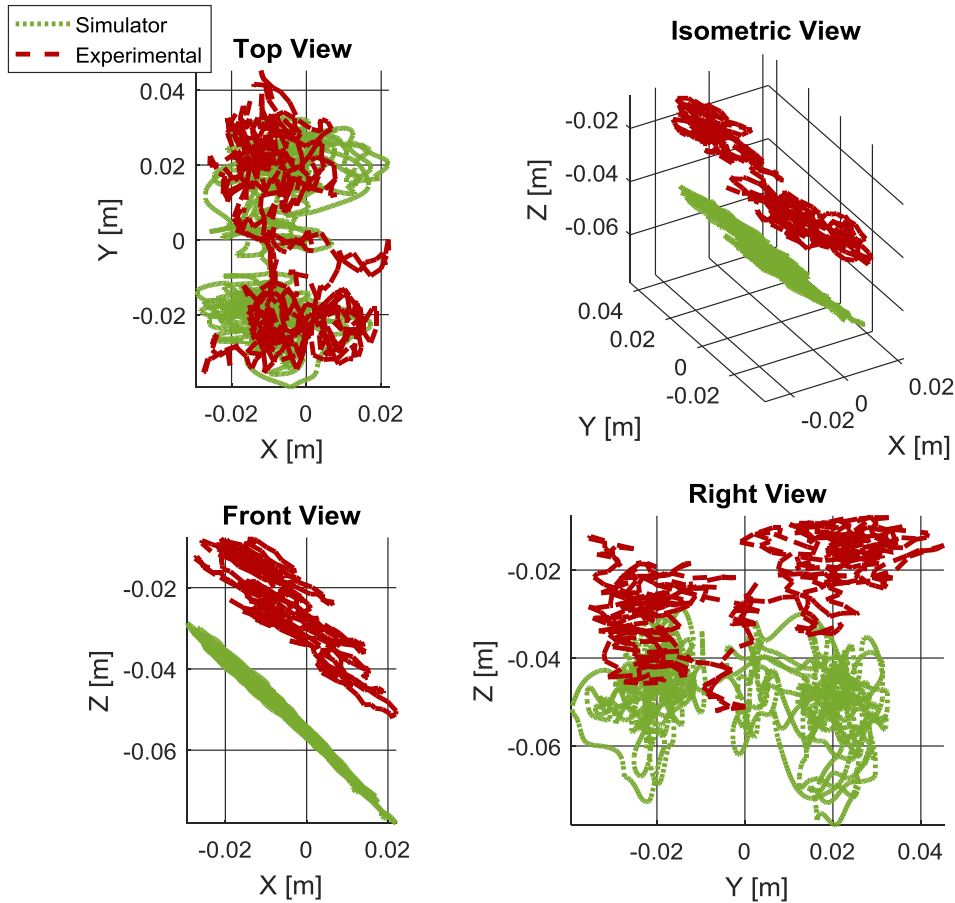 Simulator
Experimental
Top View
0.04
0.02
0
-0.02
Y [m]
-0.02 0 0.02
X [m]
Isometric View
-0.02
-0.04
-0.06
Z [m]
0.04
0.02
0
-0.02
Y [m]
0.02
0
-0.02
X [m]
Front View
-0.02
-0.04
-0.06
Z [m]
-0.02 0 0.02
X [m]
Right View
-0.02
-0.04
-0.06
Z [m]
-0.02 0 0.02 0.04
Y [m]